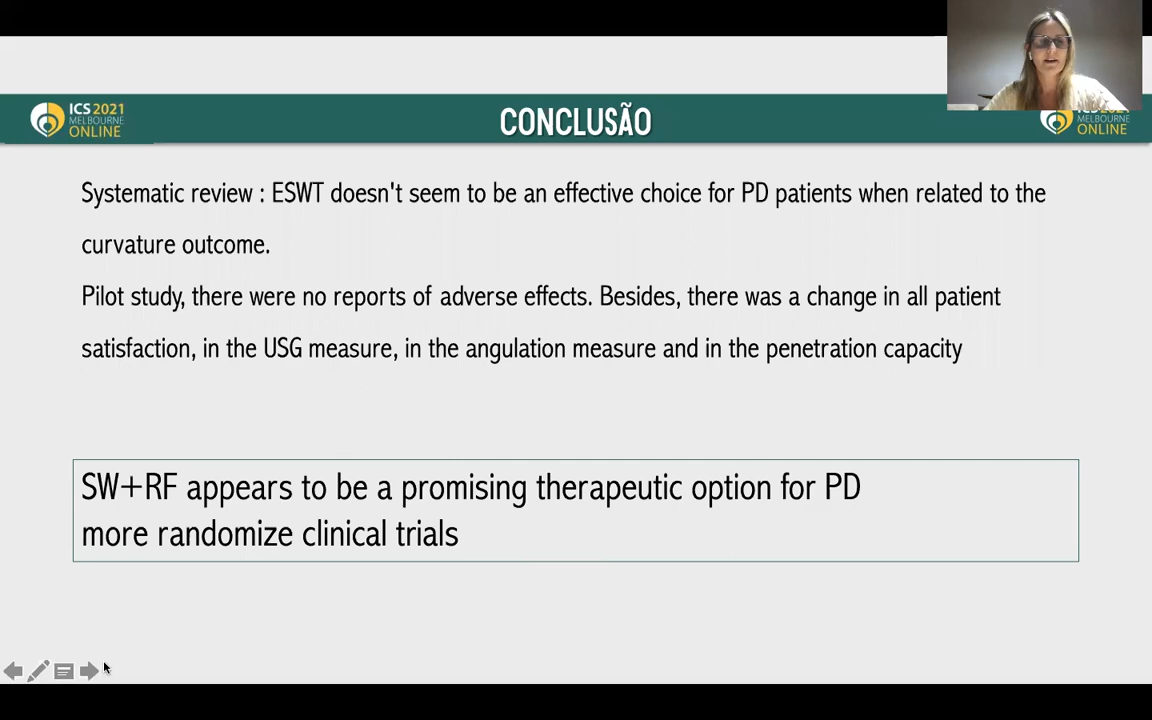 ICS 2021
MELBOURNE
ONLINE
CONCLUSÃO
ICS 2021
MELBOURNE
ONLINE
Systematic review : ESWT doesn't seem to be an effective choice for PD patients when related to the
curvature outcome.
Pilot study, there were no reports of adverse effects. Besides, there was a change in all patient
satisfaction, in the USG measure, in the angulation measure and in the penetration capacity
SW+RF appears to be a promising therapeutic option for PD
more randomize clinical trials